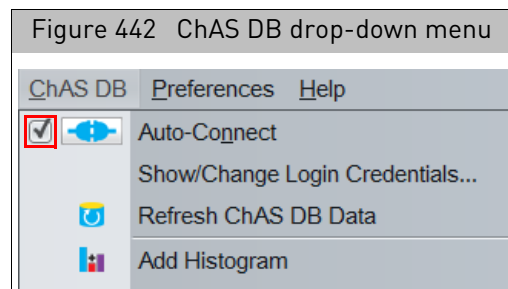 Figure 442 ChAS DB drop-down menu
ChAS DB Preferences Help
Auto-Connect
Show/Change Login Credentials...
Refresh ChAS DB Data
Add Histogram